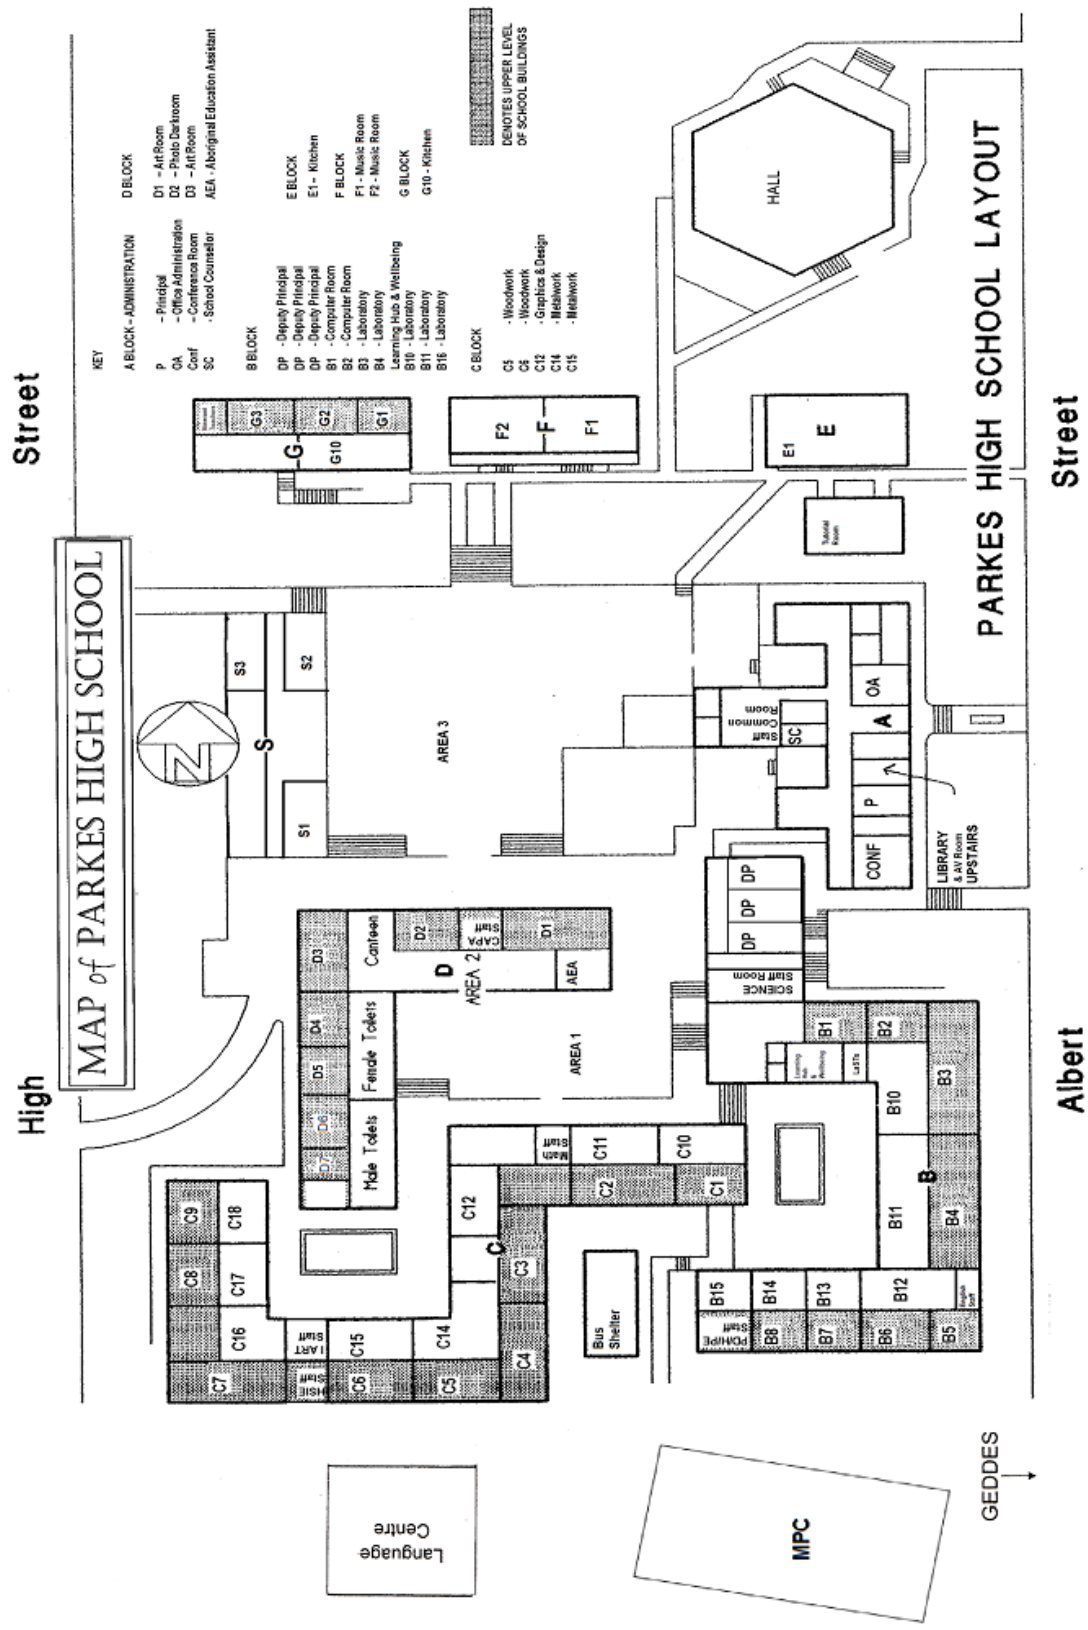 MAP of PARKES HIGH SCHOOL
High
Street
N
KEY
A BLOCK - ADMINISTRATION
P - Principal
OA - Office Administration
Conf - Conference Room
SC - School Counsellor
B BLOCK
DP - Deputy Principal
DP - Deputy Principal
DP - Deputy Principal
B1 - Computer Room
B2 - Computer Room
B3 - Laboratory
B4 - Laboratory
Learning Hub & Wellbeing
B10 - Laboratory
B11 - Laboratory
B16 - Laboratory
C BLOCK
C5 - Woodwork
C6 - Woodwork
C12 - Graphics & Design
C14 - Metalwork
C15 - Metalwork
D BLOCK
D1 - Art Room
D2 - Photo Darkroom
D3 - Art Room
AEA - Aboriginal Education Assistant
E BLOCK
E1 - Kitchen
F BLOCK
F1 - Music Room
F2 - Music Room
G BLOCK
G10 - Kitchen
DENOTES UPPER LEVEL
OF SCHOOL BUILDINGS
C9
C18
C8
C17
C16
C7
I ART
Staff
HSIE
Staff
C15
C6
C14
C5
C4
C3
C
C12
Math
Staff
C11
C10
C2
C1
D3
D4
D5
D6
D7
Canteen
Female Toilets
Male Toilets
D2
CAPA
Staff
D1
D
AREA 2
AEA
AREA 1
S3
S
S2
S1
AREA 3
G3
G2
G1
G
G10
F2
F
F1
HALL
E1
E
Tutorial
Room
Staff
Common
Room
SC
OA
A
P
CONF
LIBRARY
& AV Room
UPSTAIRS
DP
DP
DP
SCIENCE
Staff Room
B1
B2
Learning
Hub
&
Wellbeing
LaSTs
B3
B10
B
B11
B4
B15
B14
B13
B12
English
Staff
PD/H/PE
Staff
B8
B7
B6
B5
Bus
Shelter
Language
Centre
MPC
GEDDES
PARKES HIGH SCHOOL LAYOUT
Albert
Street